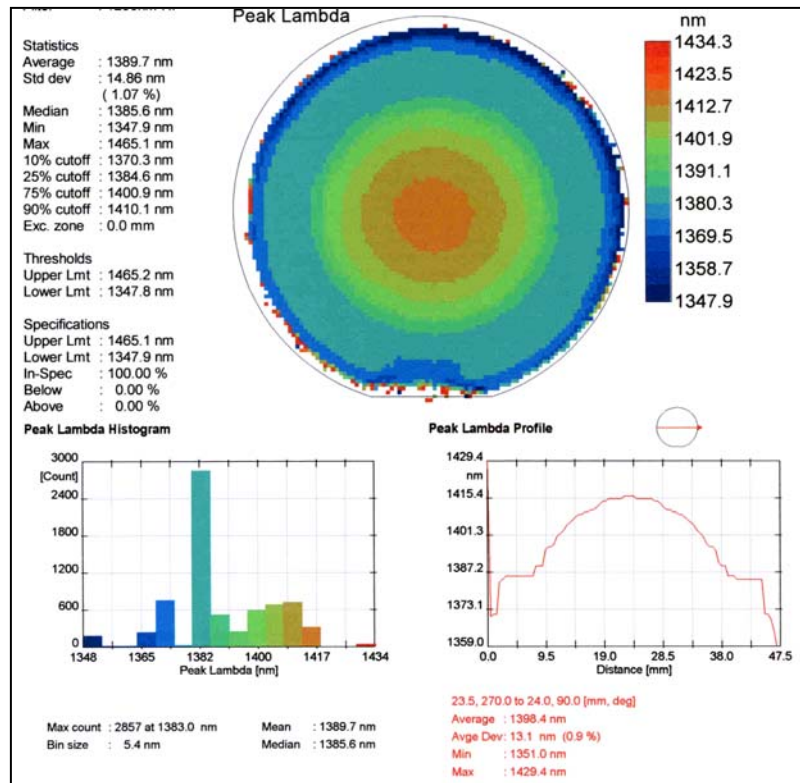 Peak Lambda
Statistics
Average : 1389.7 nm
Std dev : 14.86 nm
( 1.07 %)
Median : 1385.6 nm
Min : 1347.9 nm
Max : 1465.1 nm
10% cutoff : 1370.3 nm
25% cutoff : 1384.6 nm
75% cutoff : 1400.9 nm
90% cutoff : 1410.1 nm
Exc. zone : 0.0 mm
Thresholds
Upper Lmt : 1465.2 nm
Lower Lmt : 1347.8 nm
Specifications
Upper Lmt : 1465.1 nm
Lower Lmt : 1347.9 nm
In-Spec : 100.00 %
Below : 0.00 %
Above : 0.00 %
nm
1434.3
1423.5
1412.7
1401.9
1391.1
1380.3
1369.5
1358.7
1347.9
Peak Lambda Histogram
3000
[Count]
2400
1800
1200
600
0
1348 1365 1382 1400 1417 1434
Peak Lambda [nm]
Max count : 2857 at 1383.0 nm Mean : 1389.7 nm
Bin size : 5.4 nm Median : 1385.6 nm
Peak Lambda Profile
1429.4
nm
1415.4
1401.3
1387.2
1373.1
1359.0
0.0 9.5 19.0 28.5 38.0 47.5
Distance [mm]
23.5, 270.0 to 24.0, 90.0 [mm, deg]
Average : 1398.4 nm
Avge Dev: 13.1 nm (0.9 %)
Min : 1351.0 nm
Max : 1429.4 nm